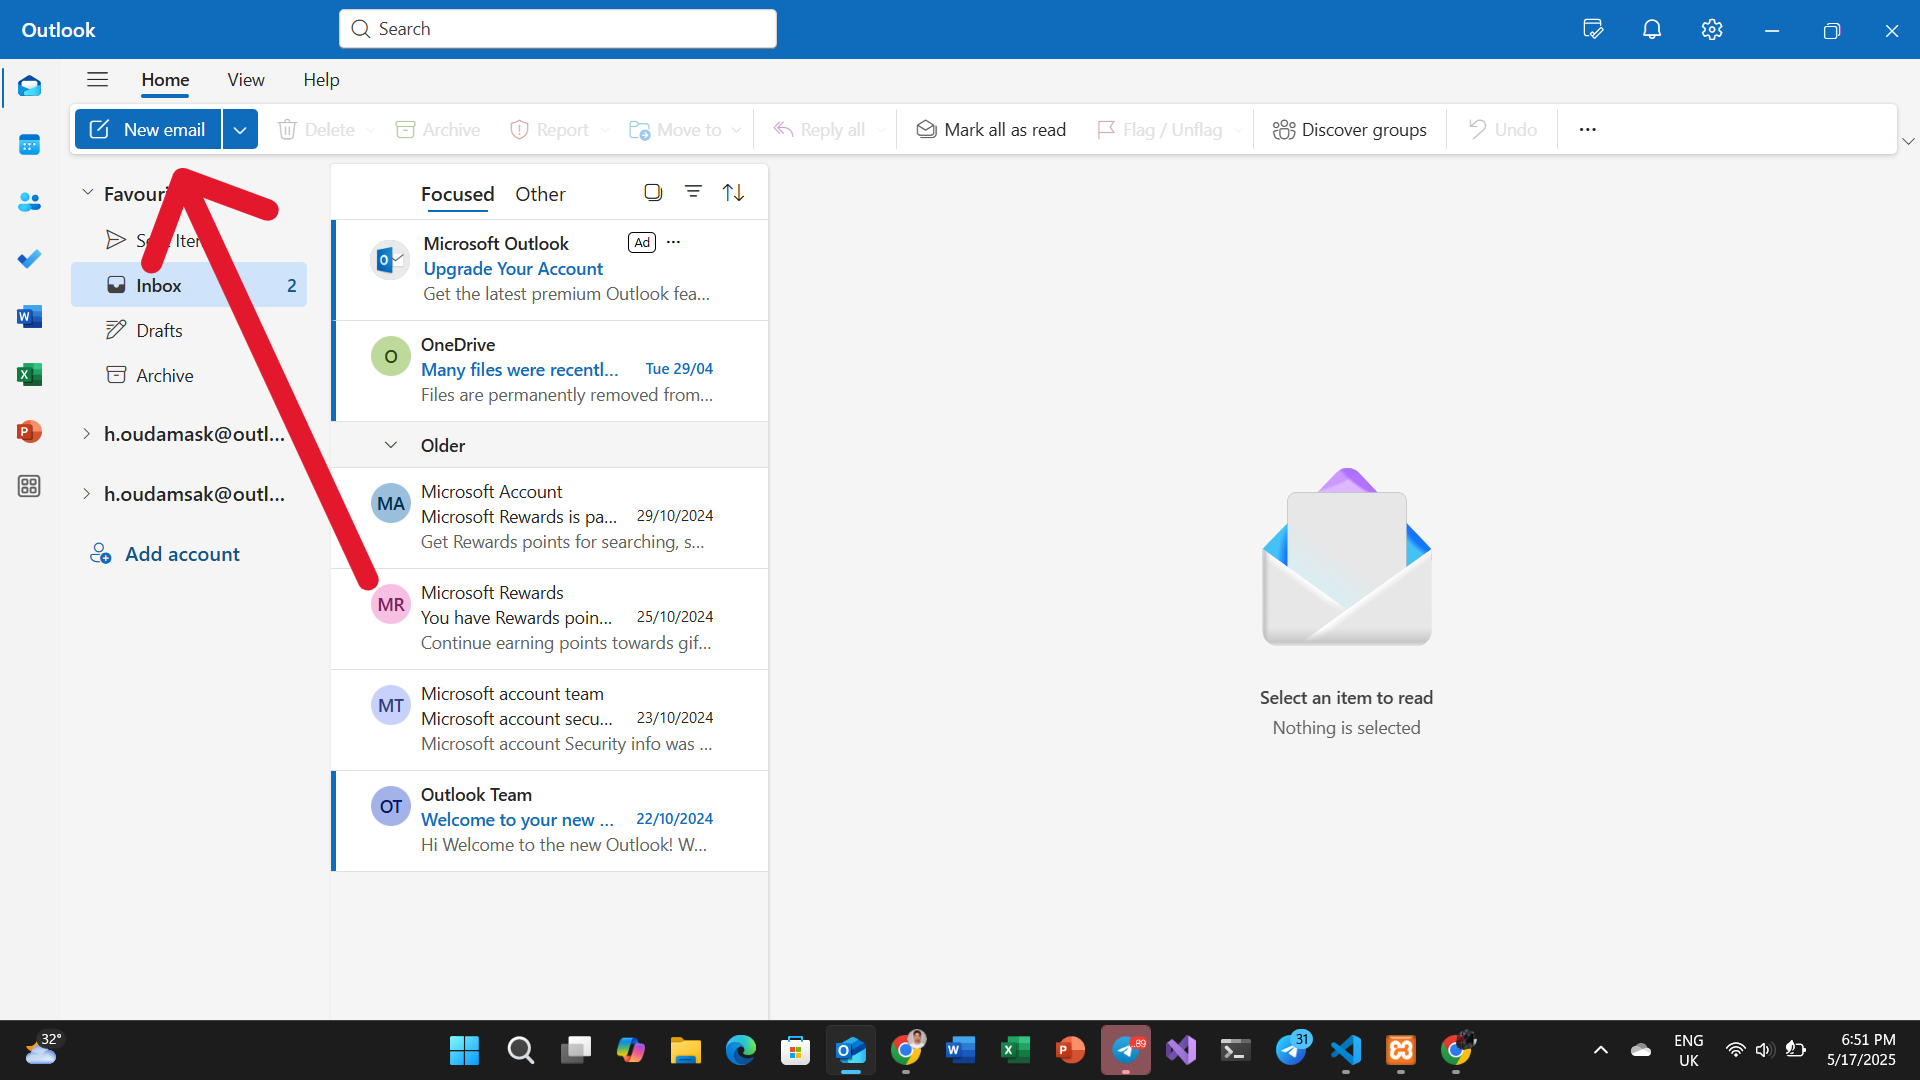 Outlook
Search
Home View Help
New email Delete Archive Report Move to Reply all Mark all as read Flag / Unflag Discover groups Undo
Inbox 2
Drafts
Archive
h.oudamask@outl...
h.oudamsak@outl...
Add account
Focused Other
Microsoft Outlook Ad
Upgrade Your Account
Get the latest premium Outlook fea...
O OneDrive
Many files were recentl... Tue 29/04
Files are permanently removed from...
Older
MA Microsoft Account
Microsoft Rewards is pa... 29/10/2024
Get Rewards points for searching, s...
MR Microsoft Rewards
You have Rewards poin... 25/10/2024
Continue earning points towards gif...
MT Microsoft account team
Microsoft account secu... 23/10/2024
Microsoft account Security info was ...
OT Outlook Team
Welcome to your new ... 22/10/2024
Hi Welcome to the new Outlook! W...
Select an item to read
Nothing is selected
32°
89
31
ENG
UK
6:51 PM
5/17/2025